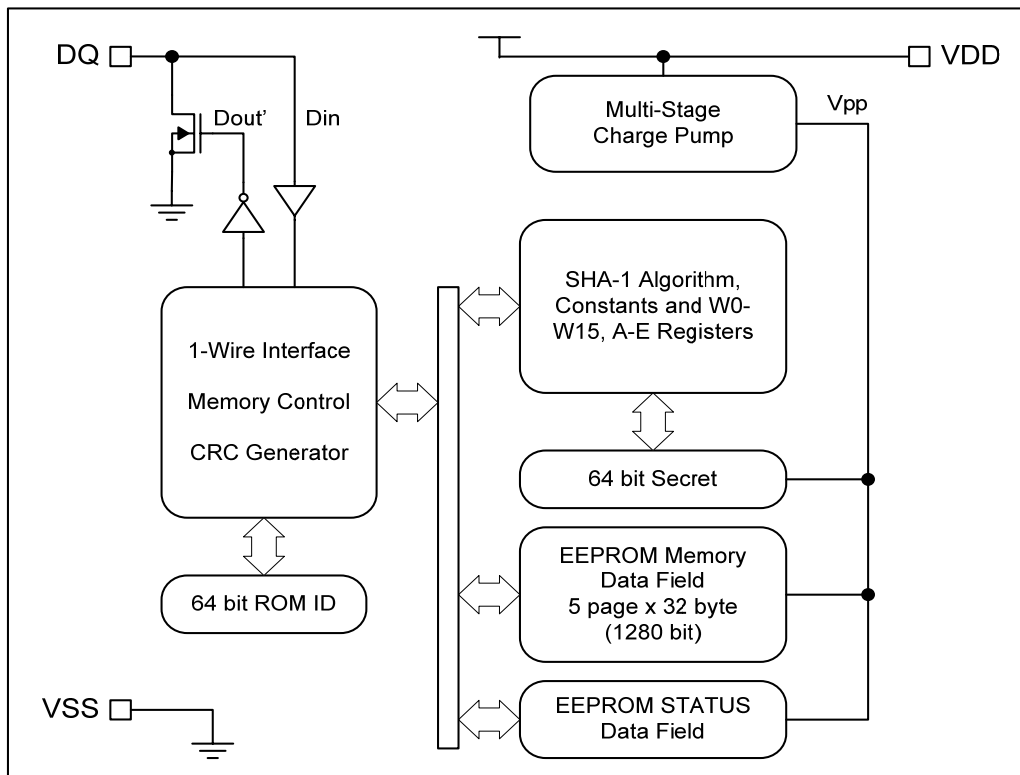 DQ
VDD
Dout’
Din
Multi-Stage
Charge Pump
Vpp
SHA-1 Algorithm,
Constants and W0-
W15, A-E Registers
1-Wire Interface
Memory Control
CRC Generator
64 bit Secret
EEPROM Memory
Data Field
5 page x 32 byte
(1280 bit)
64 bit ROM ID
EEPROM STATUS
Data Field
VSS